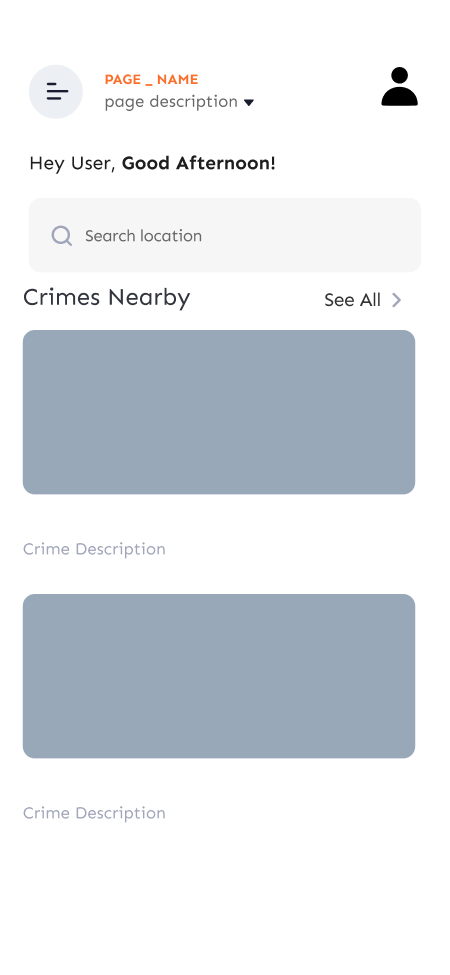 PAGE _ NAME
page description
Hey User, Good Afternoon!
Search location
Crimes Nearby
See All
Crime Description
Crime Description